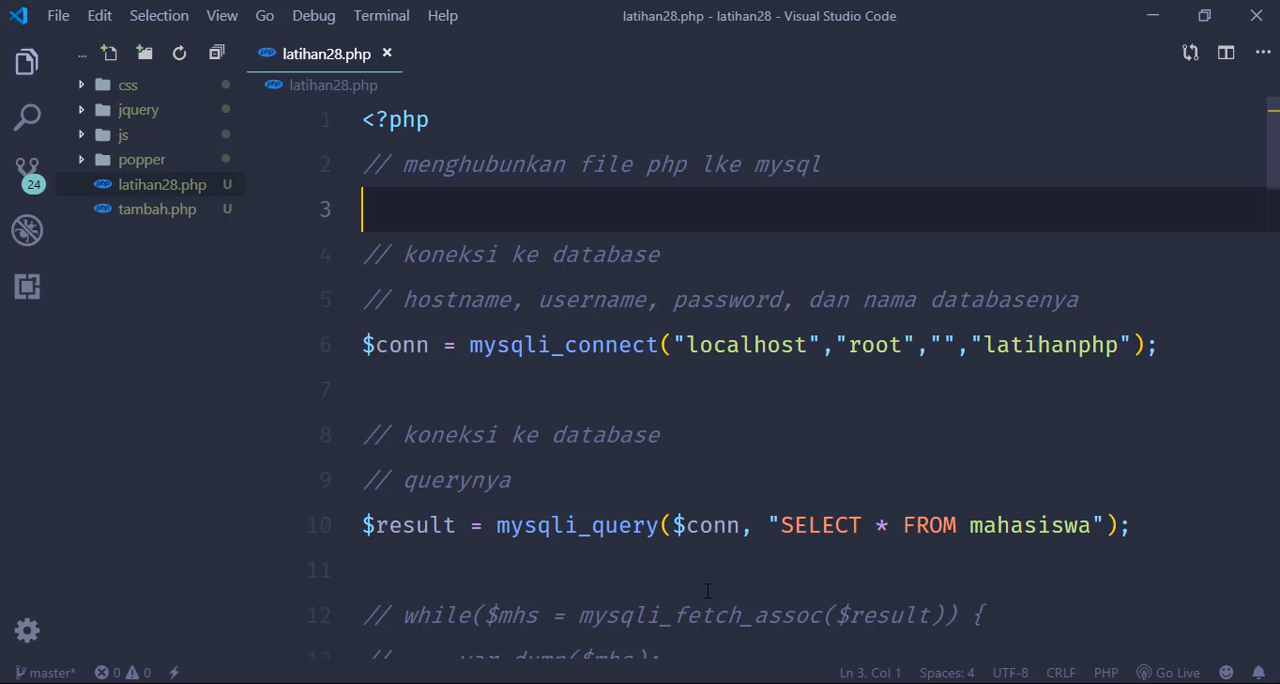 File Edit Selection View Go Debug Terminal Help
latihan28.php - latihan28 - Visual Studio Code
...
latihan28.php
css
jquery
js
popper
latihan28.php U
tambah.php U
24
latihan28.php
1 <?php
2 // menghubunkan file php lke mysql
3
4 // koneksi ke database
5 // hostname, username, password, dan nama databasenya
6 $conn = mysqli_connect("localhost","root","","latihanphp");
7
8 // koneksi ke database
9 // querynya
10 $result = mysqli_query($conn, "SELECT * FROM mahasiswa");
11
12 // while($mhs = mysqli_fetch_assoc($result)) {
13 // var_dump($mhs);
master* 0 0 Ln 3, Col 1 Spaces: 4 UTF-8 CRLF PHP Go Live